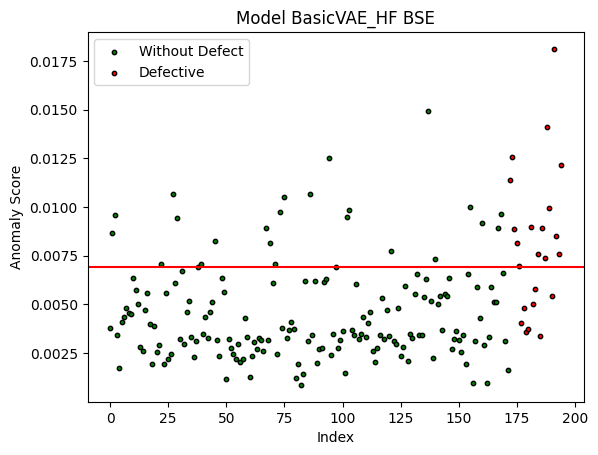 Model BasicVAE_HF BSE
Without Defect
Defective
0.0175
0.0150
0.0125
0.0100
0.0075
0.0050
0.0025
Anomaly Score
0 25 50 75 100 125 150 175 200
Index